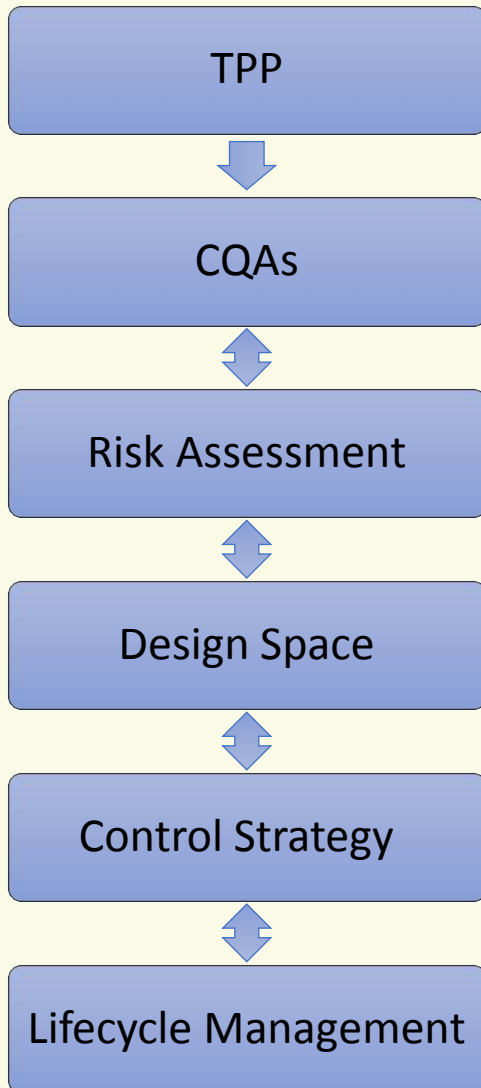 TPP
CQAs
Risk Assessment
Design Space
Control Strategy
Lifecycle Management